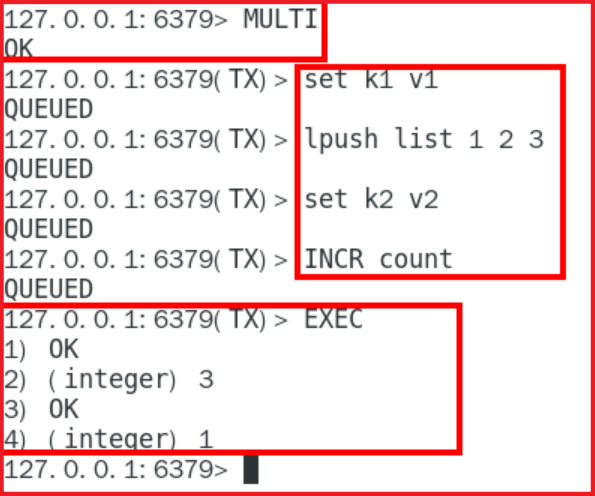 127.0.0.1:6379> MULTI
OK
127.0.0.1:6379(TX)> set k1 v1
QUEUED
127.0.0.1:6379(TX)> lpush list 1 2 3
QUEUED
127.0.0.1:6379(TX)> set k2 v2
QUEUED
127.0.0.1:6379(TX)> INCR count
QUEUED
127.0.0.1:6379(TX)> EXEC
1) OK
2) (integer) 3
3) OK
4) (integer) 1
127.0.0.1:6379>